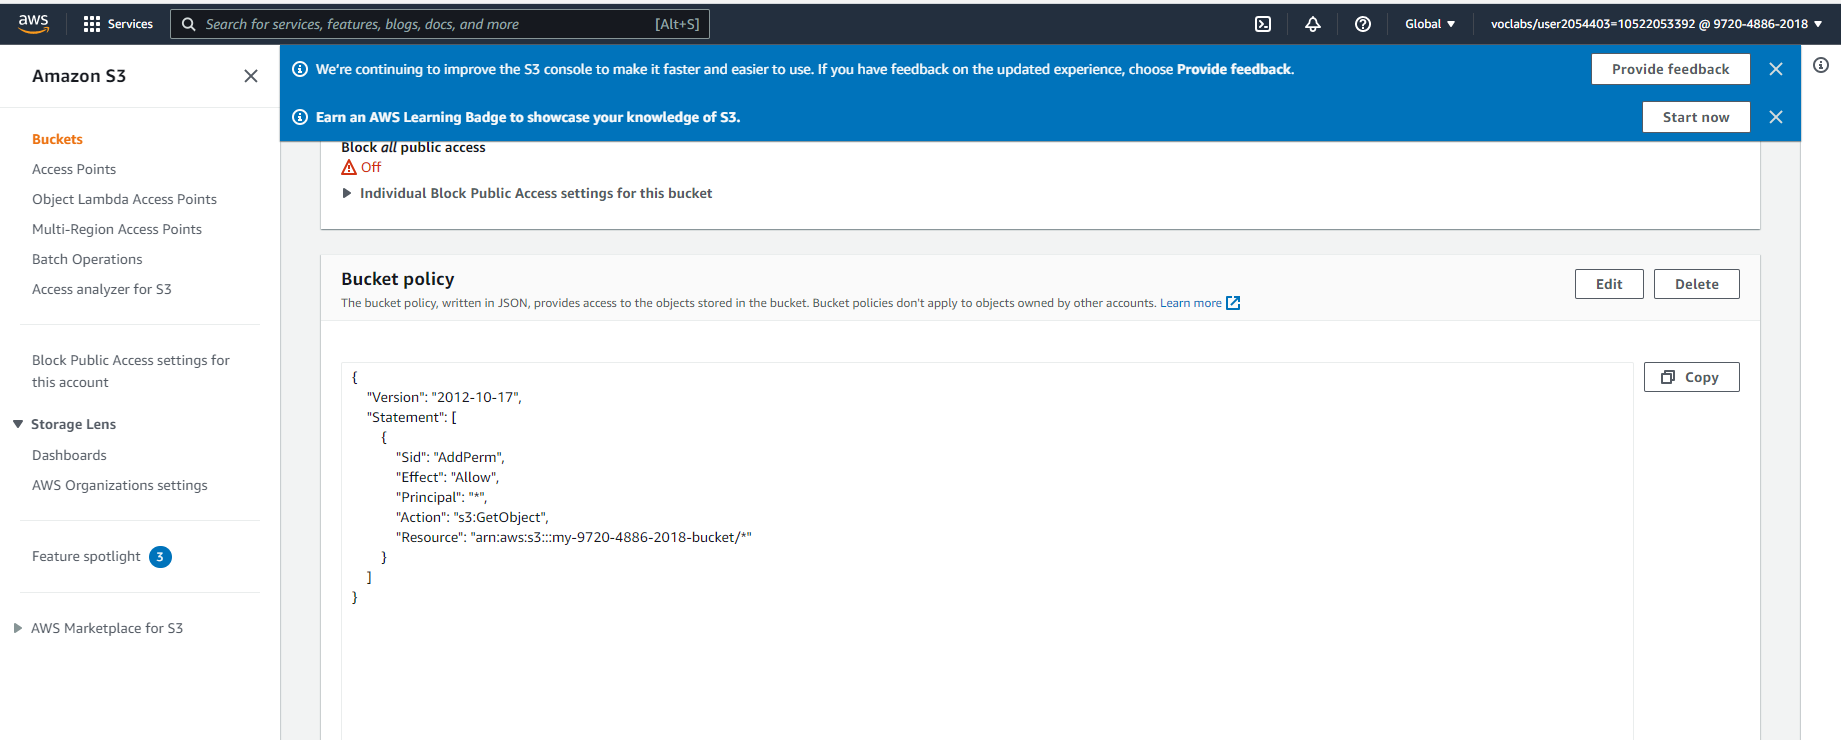 aws
Services
Search for services, features, blogs, docs, and more
[Alt+S]
Global
voclabs/user2054403=10522053392 @ 9720-4886-2018
Amazon S3
Buckets
Access Points
Object Lambda Access Points
Multi-Region Access Points
Batch Operations
Access analyzer for S3
Block Public Access settings for
this account
Storage Lens
Dashboards
AWS Organizations settings
Feature spotlight 3
AWS Marketplace for S3
We're continuing to improve the S3 console to make it faster and easier to use. If you have feedback on the updated experience, choose Provide feedback.
Provide feedback
Earn an AWS Learning Badge to showcase your knowledge of S3.
Start now
Block all public access
Off
Individual Block Public Access settings for this bucket
Bucket policy
The bucket policy, written in JSON, provides access to the objects stored in the bucket. Bucket policies don't apply to objects owned by other accounts. Learn more
Edit
Delete
Copy
{
"Version": "2012-10-17",
"Statement": [
{
"Sid": "AddPerm",
"Effect": "Allow",
"Principal": "*",
"Action": "s3:GetObject",
"Resource": "arn:aws:s3:::my-9720-4886-2018-bucket/*"
}
]
}